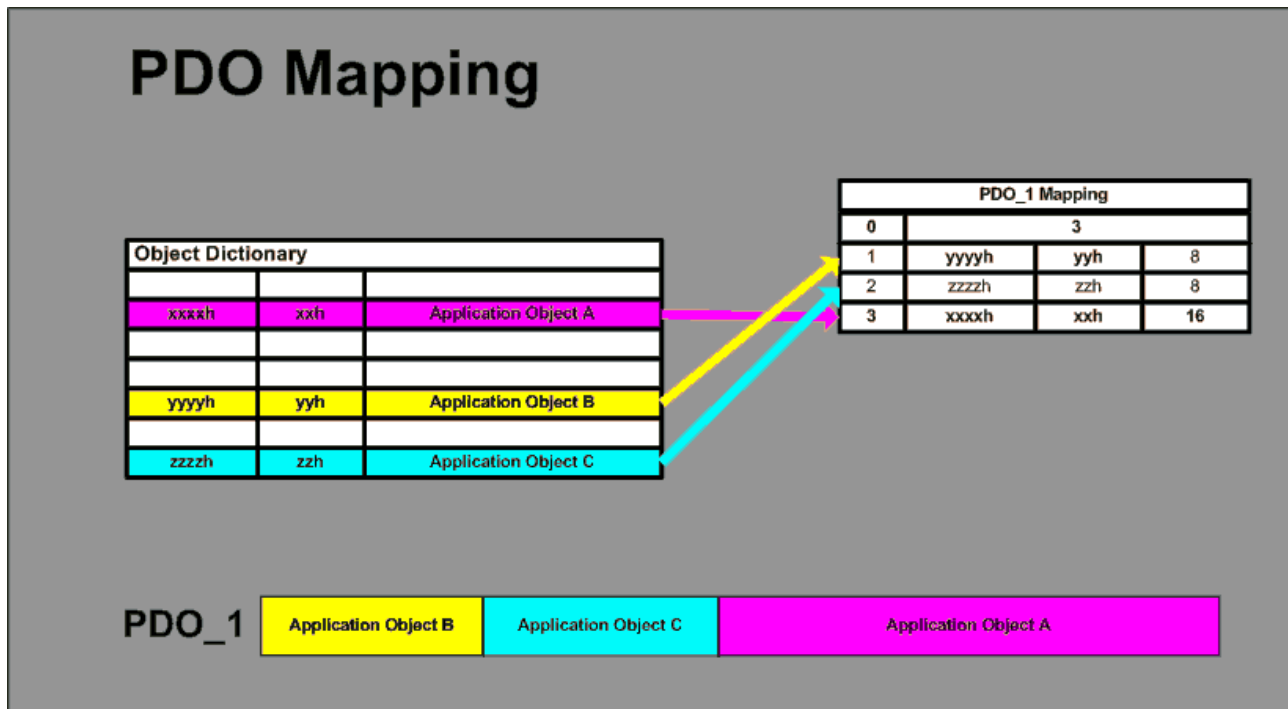 PDO Mapping
PDO_1 Mapping
0 3
1 yyyyh yyh 8
2 zzzzh zzh 8
3 xxxxh xxh 16
Object Dictionary
xxxxh xxh Application Object A
yyyyh yyh Application Object B
zzzzh zzh Application Object C
PDO_1 Application Object B Application Object C Application Object A